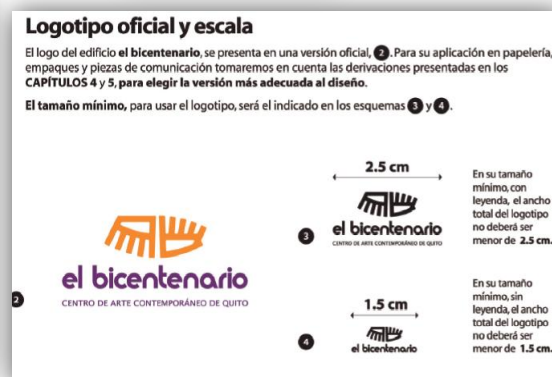 Logotipo oficial y escala
El logo del edificio el bicentenario, se presenta en una versión oficial, 2. Para su aplicación en papelería,
empaques y piezas de comunicación tomaremos en cuenta las derivaciones presentadas en los
CAPÍTULOS 4 y 5, para elegir la versión más adecuada al diseño.
El tamaño mínimo, para usar el logotipo, será el indicado en los esquemas 3 y 4.
2
el bicentenario
CENTRO DE ARTE CONTEMPORÁNEO DE QUITO
3
2.5 cm
el bicentenario
CENTRO DE ARTE CONTEMPORÁNEO DE QUITO
En su tamaño
mínimo, con
leyenda, el ancho
total del logotipo
no deberá ser
menor de 2.5 cm.
4
1.5 cm
el bicentenario
En su tamaño
mínimo, sin
leyenda, el ancho
total del logotipo
no deberá ser
menor de 1.5 cm.